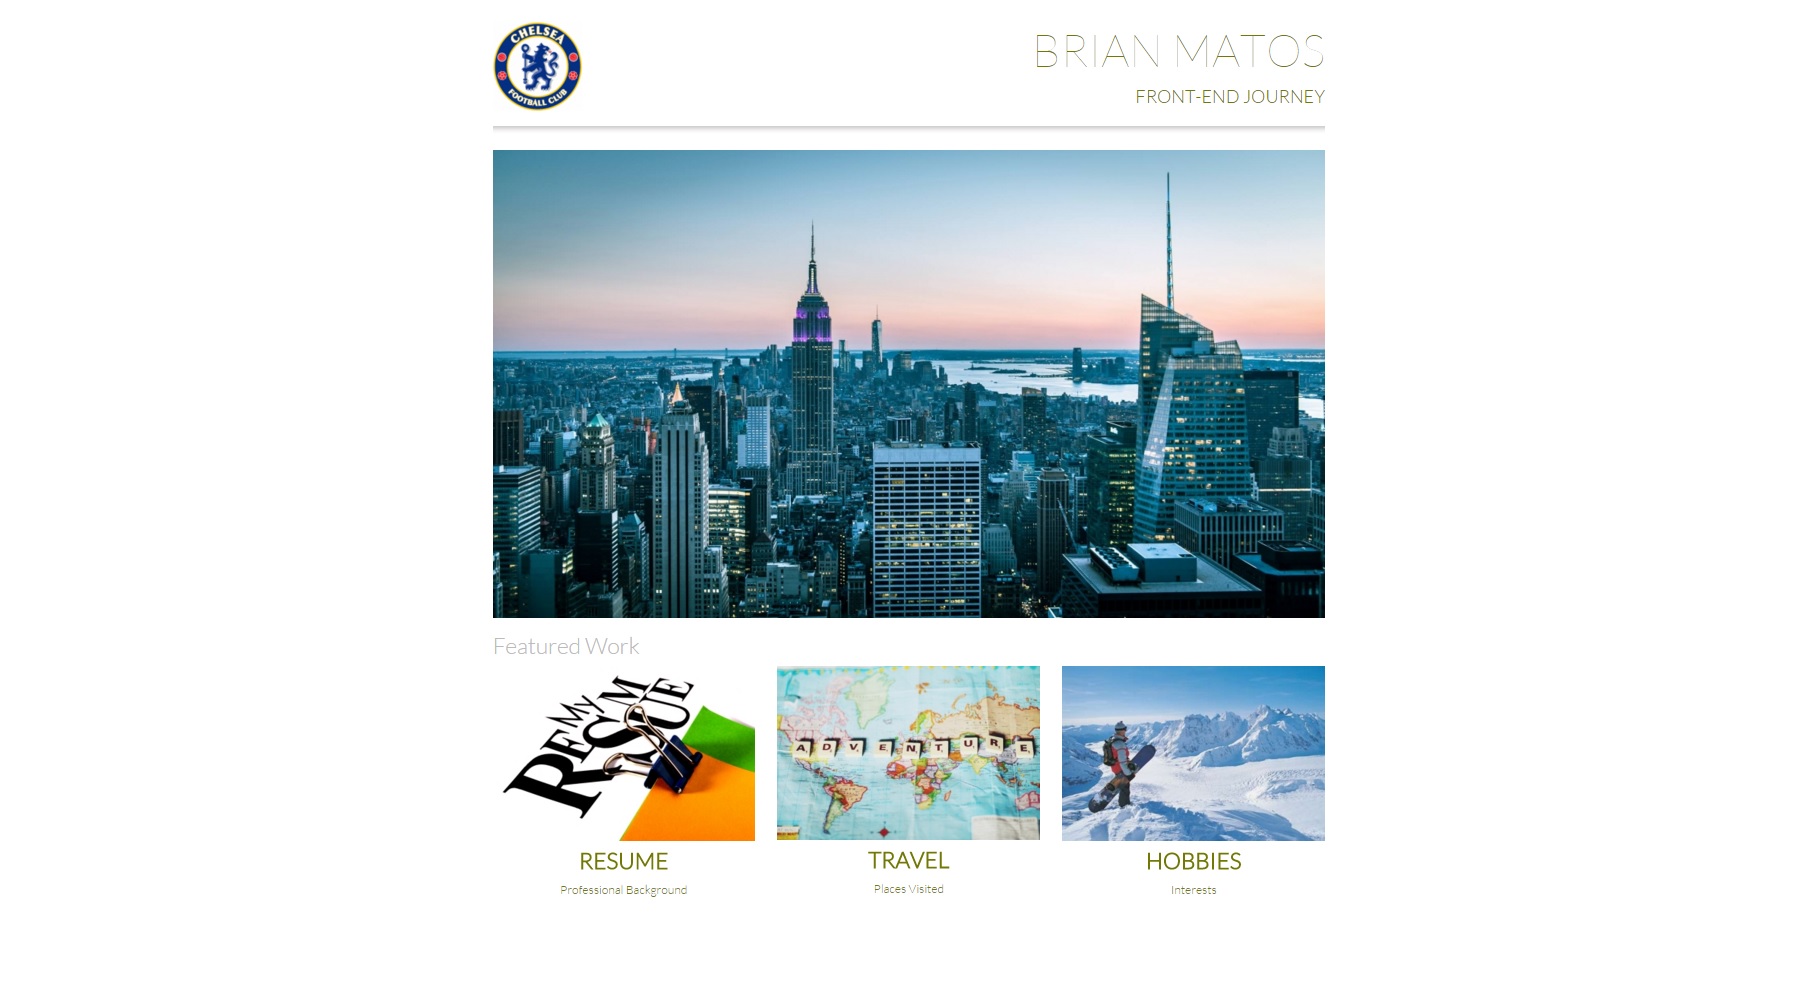 CHELSEA
FOOTBALL CLUB
BRIAN MATOS
FRONT-END JOURNEY
Featured Work
My
RESUME
RESUM
ADVENTURE
RESUME
Professional Background
TRAVEL
Places Visited
HOBBIES
Interests